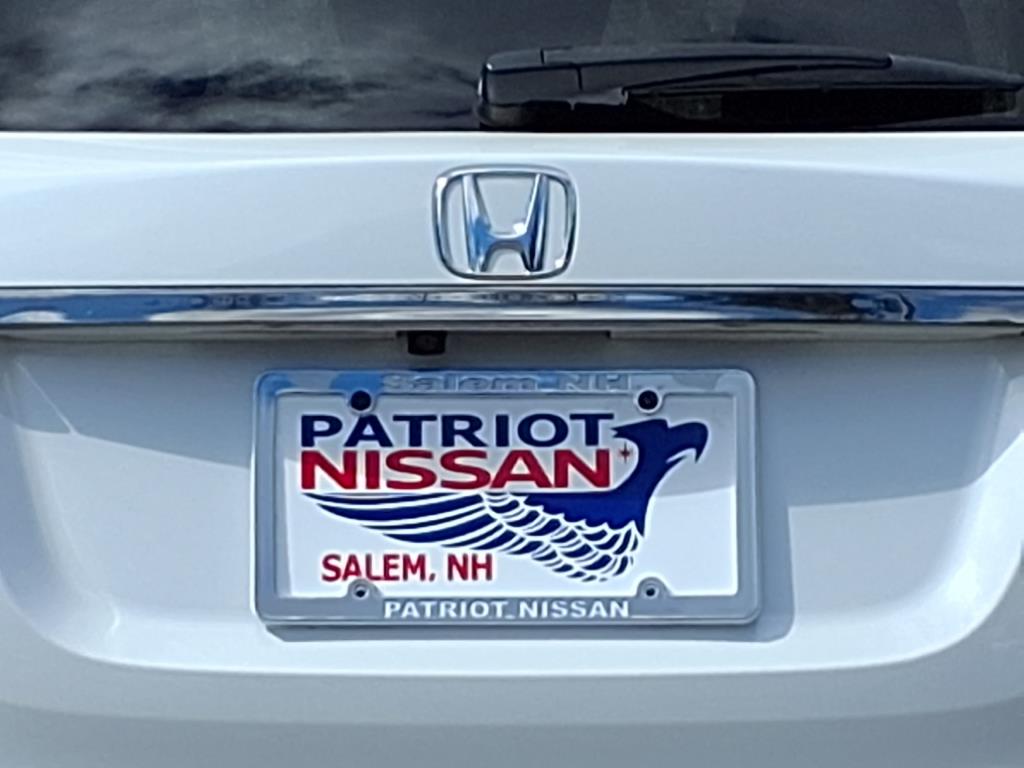 Salem NH
PATRIOT
NISSAN
SALEM, NH
PATRIOT NISSAN